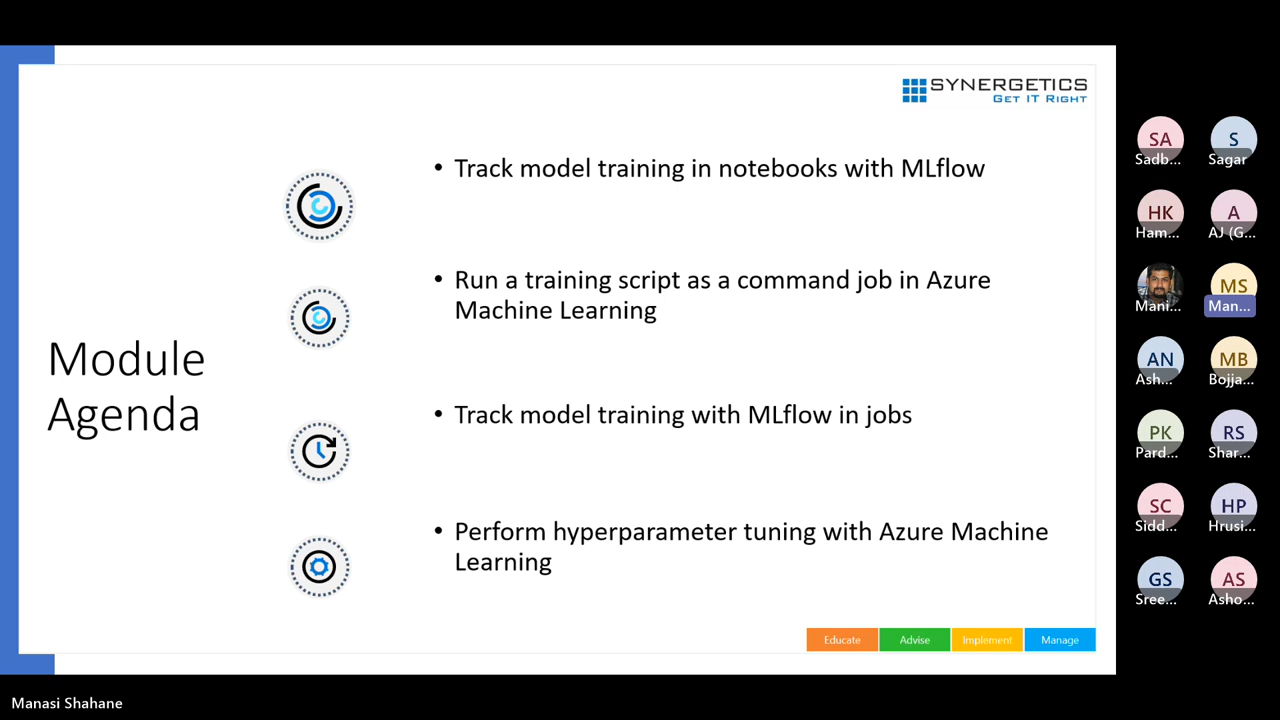 SYNERGETICS
GET IT RIGHT
Module
Agenda
• Track model training in notebooks with MLflow
• Run a training script as a command job in Azure
Machine Learning
• Track model training with MLflow in jobs
• Perform hyperparameter tuning with Azure Machine
Learning
Educate Advise Implement Manage
SA S
Sadb... Sagar
HK A
Ham... AJ (G...
MS
Mani... Man...
AN MB
Ash... Bojja...
PK RS
Pard... Shar...
SC HP
Sidd... Hrusi...
GS AS
Sree... Asho...
Manasi Shahane